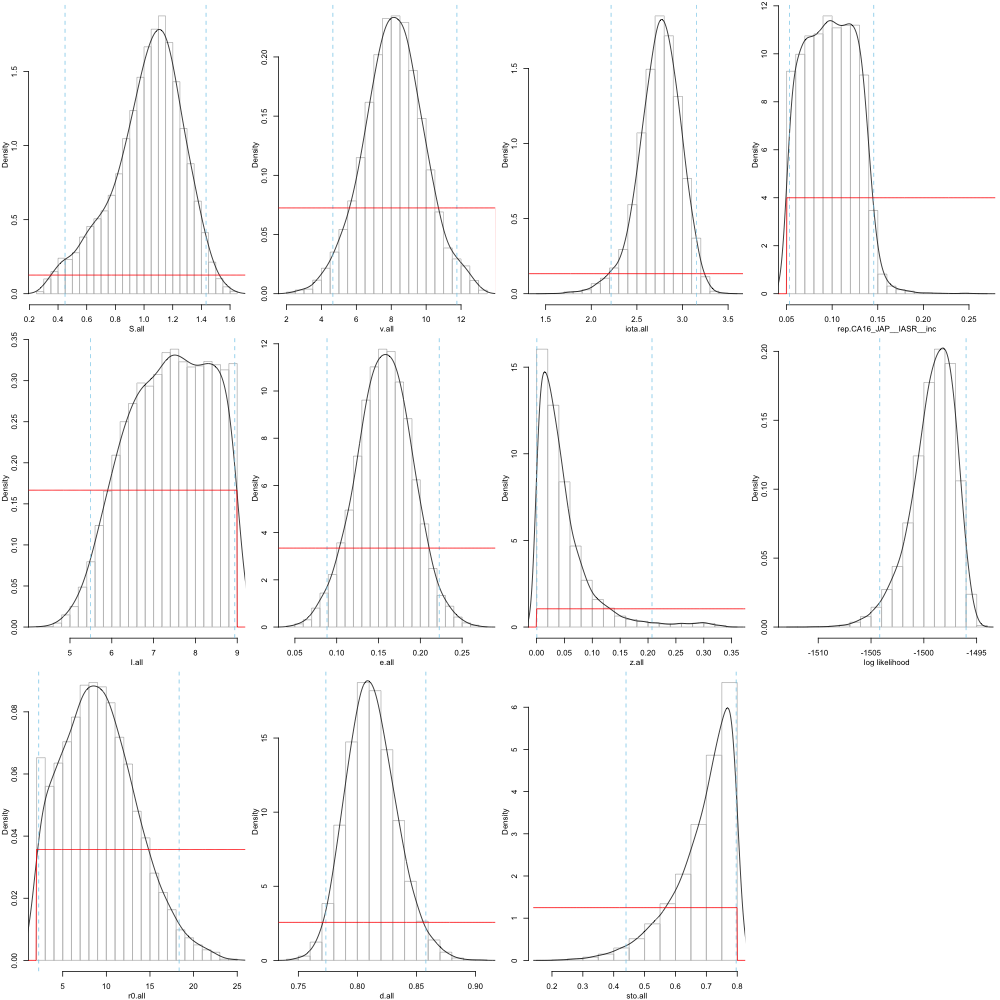 Density
0.0 0.5 1.0 1.5
0.2 0.4 0.6 0.8 1.0 1.2 1.4 1.6
S.all
Density
0.00 0.05 0.10 0.15 0.20
2 4 6 8 10 12
v.all
Density
0.0 0.5 1.0 1.5
1.5 2.0 2.5 3.0 3.5
iota.all
Density
0 2 4 6 8 10 12
0.05 0.10 0.15 0.20 0.25
rep.CA16_JAP__IASR__inc
Density
0.00 0.05 0.10 0.15 0.20 0.25 0.30 0.35
5 6 7 8 9
l.all
Density
0 2 4 6 8 10 12
0.05 0.10 0.15 0.20 0.25
e.all
Density
0 5 10 15
0.00 0.05 0.10 0.15 0.20 0.25 0.30 0.35
z.all
Density
0.00 0.05 0.10 0.15 0.20
-1510 -1505 -1500 -1495
log likelihood
Density
0.00 0.02 0.04 0.06 0.08
5 10 15 20 25
r0.all
Density
0 5 10 15
0.75 0.80 0.85 0.90
d.all
Density
0 1 2 3 4 5 6
0.2 0.3 0.4 0.5 0.6 0.7 0.8
sto.all